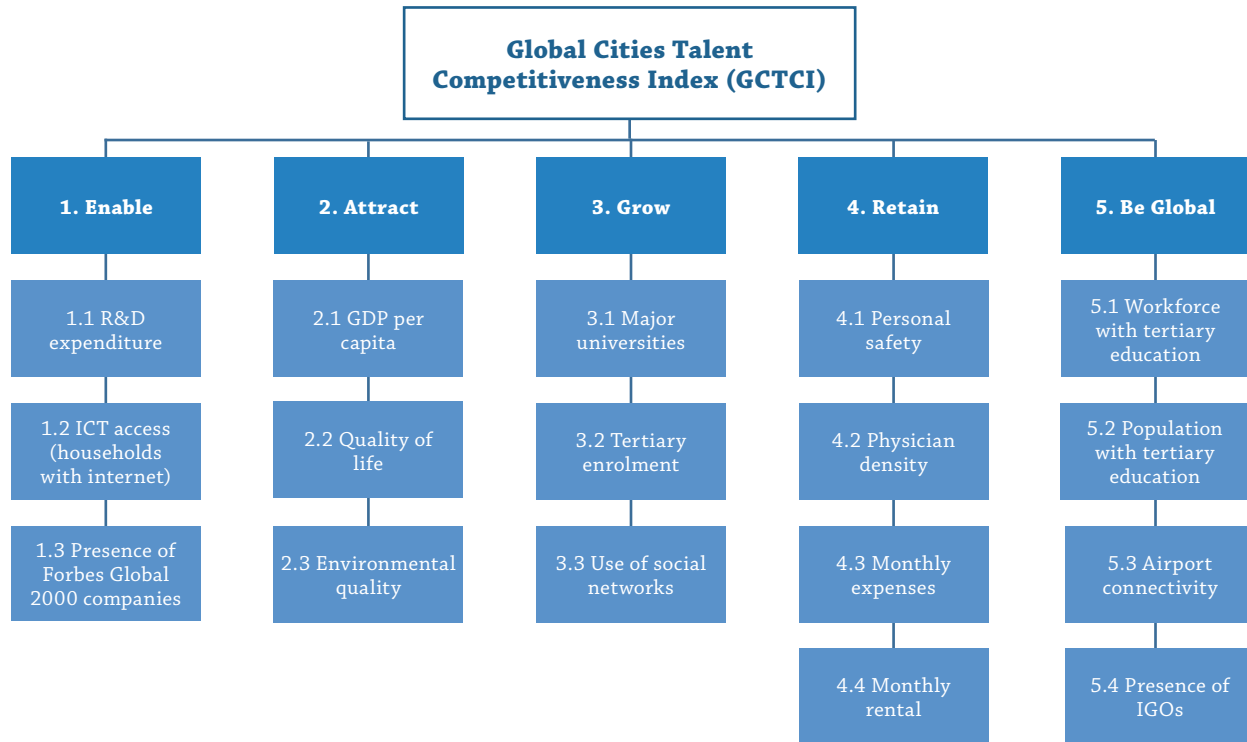 Global Cities Talent
Competitiveness Index (GCTCI)
1. Enable
2. Attract
3. Grow
4. Retain
5. Be Global
1.1 R&D
expenditure
2.1 GDP per
capita
3.1 Major
universities
4.1 Personal
safety
5.1 Workforce
with tertiary
education
1.2 ICT access
(households
with internet)
2.2 Quality of
life
3.2 Tertiary
enrolment
4.2 Physician
density
5.2 Population
with tertiary
education
1.3 Presence of
Forbes Global
2000 companies
2.3 Environmental
quality
3.3 Use of social
networks
4.3 Monthly
expenses
5.3 Airport
connectivity
4.4 Monthly
rental
5.4 Presence of
IGOs